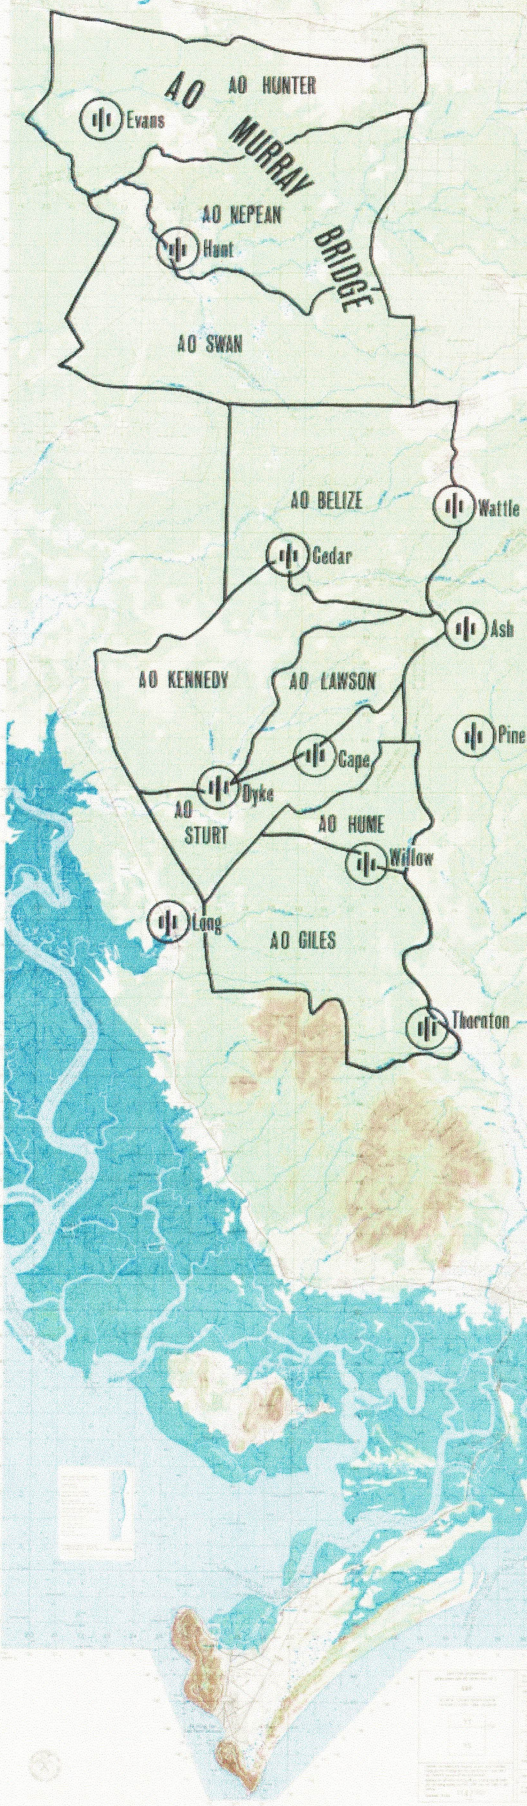 AO HUNTER
AO MURRAY BRIDGE
Evans
AO NEPEAN
Hunt
AO SWAN
AO BELIZE
Wattle
Cedar
Ash
AO KENNEDY
AO LAWSON
Pine
Cape
Dyke
AO
STURT
AO HUME
Willow
Long
AO GILES
Thornton